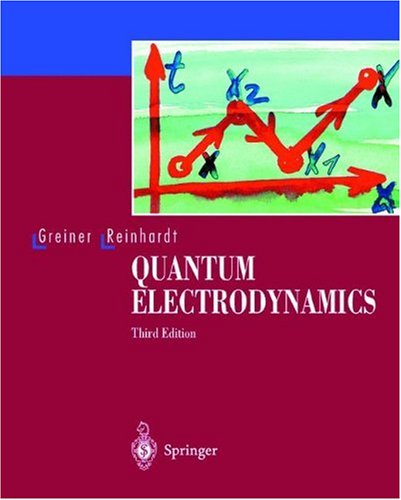 t
x
x₂
x₁
y
x
Greiner Reinhardt
QUANTUM
ELECTRODYNAMICS
Third Edition
Springer